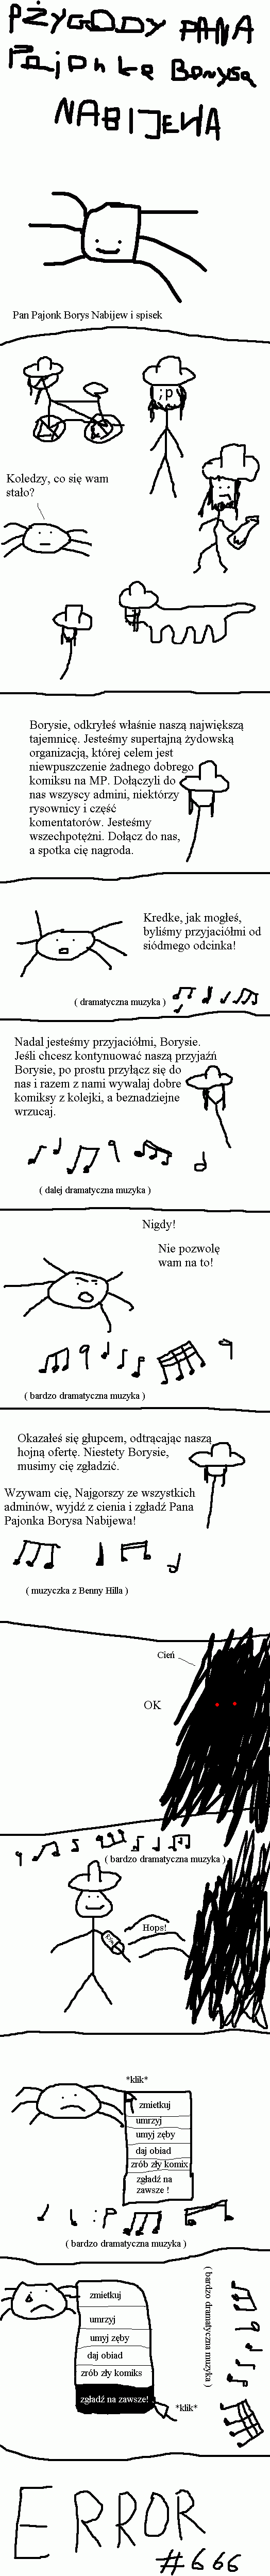 PŻYGODY PANA
Pajonka Borysa
NABIJEWA
Pan Pajonk Borys Nabijew i spisek
;p
Koledzy, co się wam
stało?
Borysie, odkryłeś właśnie naszą największą
tajemnicę. Jesteśmy supertajną żydowską
organizacją, której celem jest
niewpuszczenie żadnego dobrego
komiksu na MP. Dołączyli do
nas wszyscy admini, niektórzy
rysownicy i część
komentatorów. Jesteśmy
wszechpotężni. Dołącz do nas,
a spotka cię nagroda.
Kredke, jak mogłeś,
byliśmy przyjaciółmi od
siódmego odcinka!
( dramatyczna muzyka )
Nadal jesteśmy przyjaciółmi, Borysie.
Jeśli chcesz kontynuować naszą przyjaźń
Borysie, po prostu przyłącz się do
nas i razem z nami wywalaj dobre
komiksy z kolejki, a beznadziejne
wrzucaj.
( dalej dramatyczna muzyka )
Nigdy!
Nie pozwolę
wam na to!
( bardzo dramatyczna muzyka )
Okazałeś się głupcem, odtrącając naszą
hojną ofertę. Niestety Borysie,
musimy cię zgładzić.
Wzywam cię, Najgorszy ze wszystkich
adminów, wyjdź z cienia i zgładź Pana
Pajonka Borysa Nabijewa!
( muzyczka z Benny Hilla )
Cień
OK
( bardzo dramatyczna muzyka )
Hops!
*klik*
zmietkuj
umrzyj
umyj zęby
daj obiad
zrób zły komix
zgładź na
zawsze !
:p
( bardzo dramatyczna muzyka )
zmietkuj
umrzyj
umyj zęby
daj obiad
zrób zły komiks
zgładź na zawsze!
*klik*
( bardzo dramatyczna muzyka )
ERROR
#666